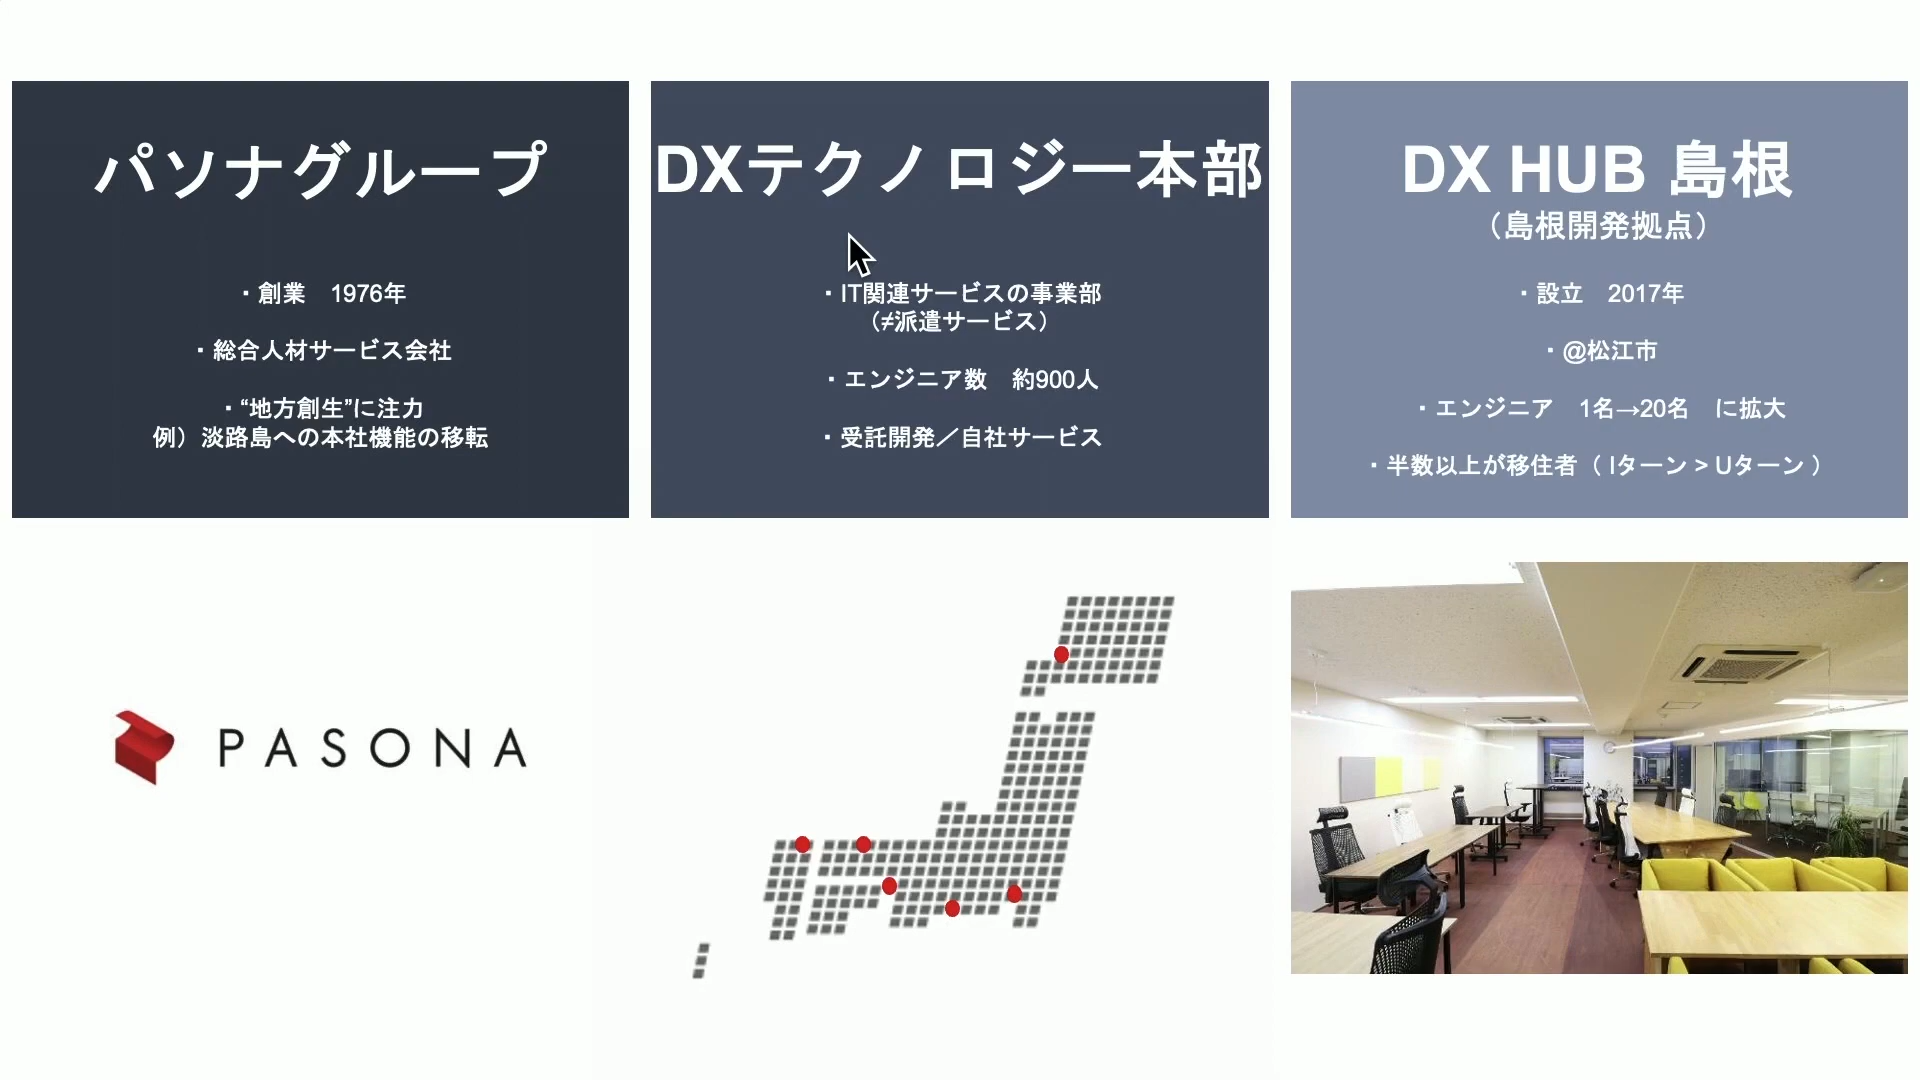 パソナグループ
・創業　1976年
・総合人材サービス会社
・“地方創生”に注力
例）淡路島への本社機能の移転
DXテクノロジー本部
・IT関連サービスの事業部
（≠派遣サービス）
・エンジニア数　約900人
・受託開発／自社サービス
DX HUB 島根
（島根開発拠点）
・設立　2017年
・@松江市
・エンジニア　1名→20名　に拡大
・半数以上が移住者（ Iターン > Uターン ）
PASONA